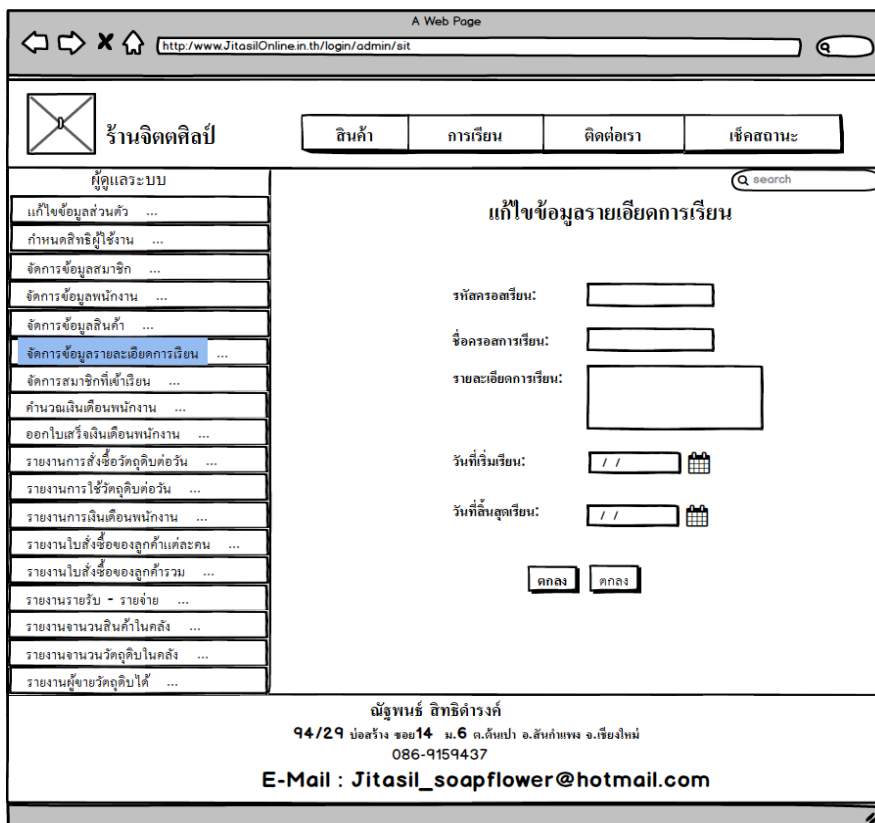 A Web Page
http:/www.JitasilOnline.in.th/login/admin/sit
ร้านจิตตศิลป์
สินค้า การเรียน ติดต่อเรา เช็คสถานะ
ผู้ดูแลระบบ
search
แก้ไขข้อมูลส่วนตัว ...
กำหนดสิทธิผู้ใช้งาน ...
จัดการข้อมูลสมาชิก ...
จัดการข้อมูลพนักงาน ...
จัดการข้อมูลสินค้า ...
จัดการข้อมูลรายละเอียดการเรียน ...
จัดการสมาชิกที่เข้าเรียน ...
คำนวณเงินเดือนพนักงาน ...
ออกใบเสร็จเงินเดือนพนักงาน ...
รายงานการสั่งซื้อวัตถุดิบต่อวัน ...
รายงานการใช้วัตถุดิบต่อวัน ...
รายงานการเงินเดือนพนักงาน ...
รายงานใบสั่งซื้อของลูกค้าแต่ละคน ...
รายงานใบสั่งซื้อของลูกค้ารวม ...
รายงานรายรับ - รายจ่าย ...
รายงานจานวนสินค้าในคลัง ...
รายงานจานวนวัตถุดิบในคลัง ...
รายงานผู้ขายวัตถุดิบได้ ...
แก้ไขข้อมูลรายเอียดการเรียน
รหัสครอสเรียน:
ชื่อครอสการเรียน:
รายละเอียดการเรียน:
วันที่เริ่มเรียน: / /
วันที่สิ้นสุดเรียน: / /
ตกลง ตกลง
ณัฐพนธ์ สิทธิดำรงค์
94/29 บ่อสร้าง ซอย14 ม.6 ต.ต้นเปา อ.สันกำแพง จ.เชียงใหม่
086-9159437
E-Mail : Jitasil_soapflower@hotmail.com